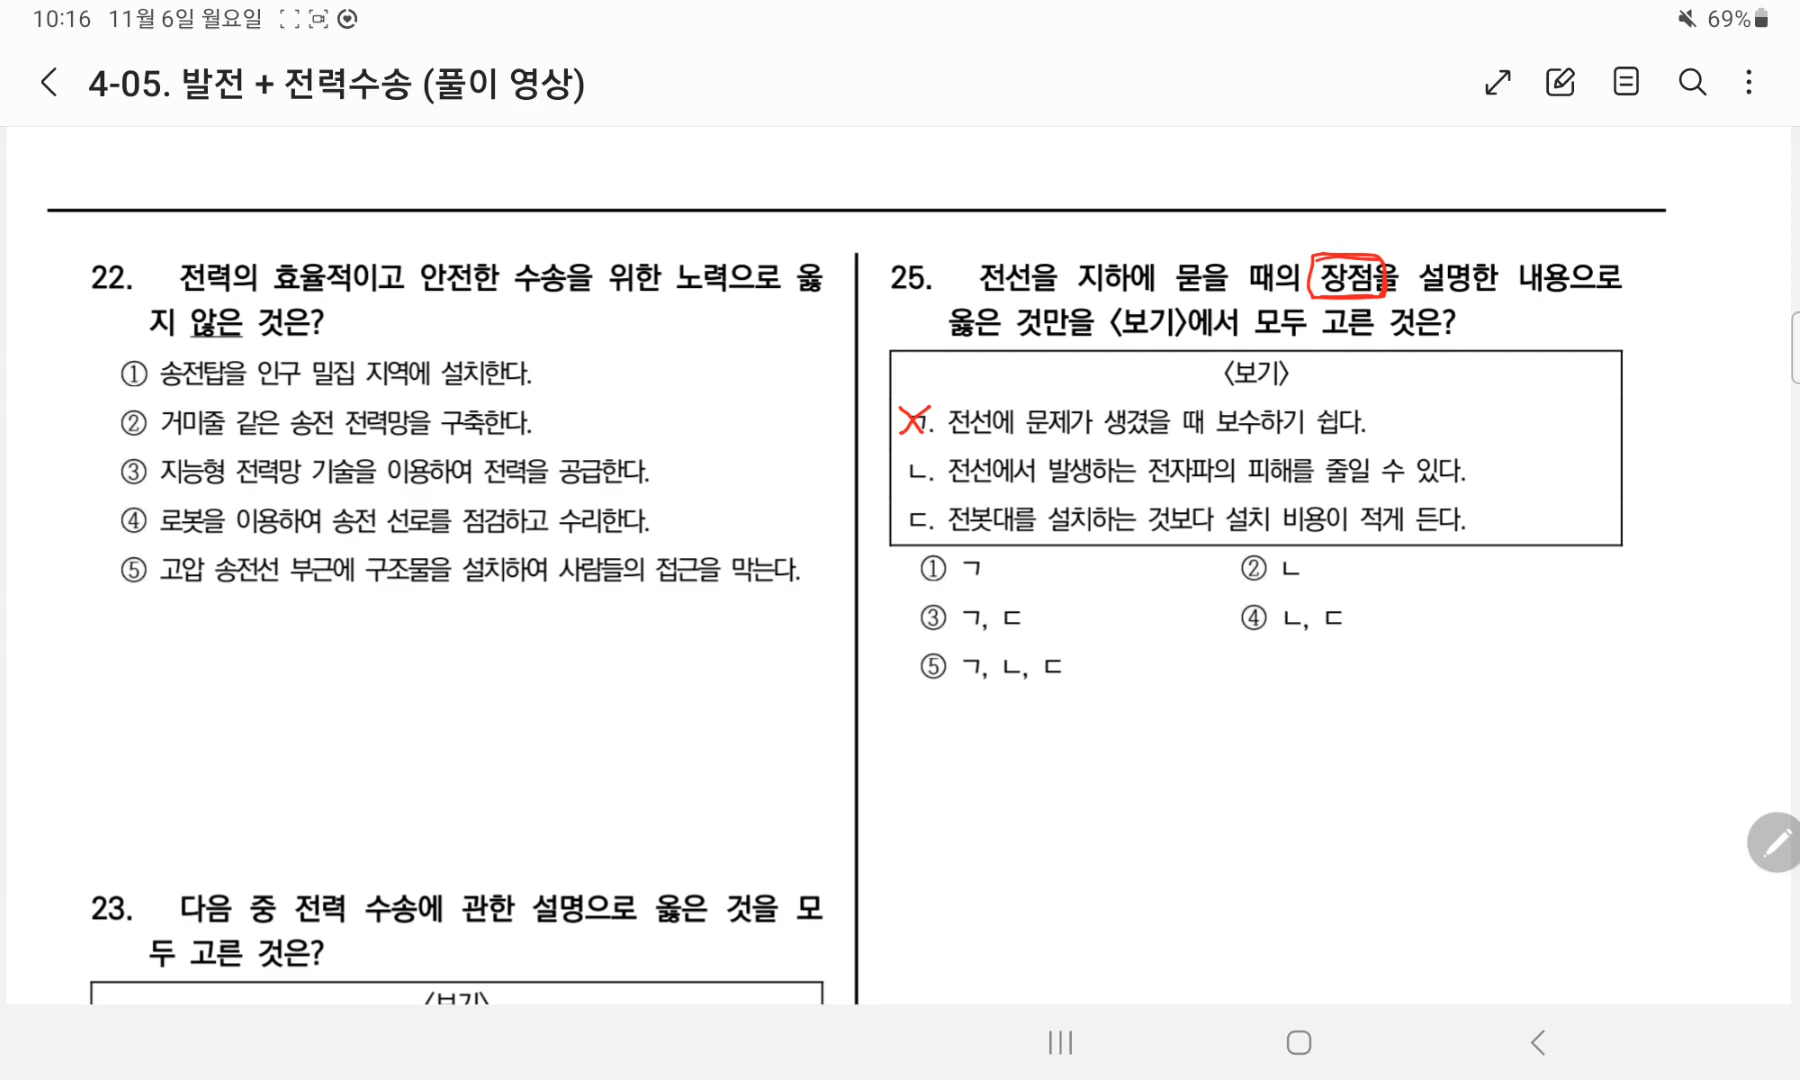 10:16 11월 6일 월요일
69%
4-05. 발전 + 전력수송 (풀이 영상)
22. 전력의 효율적이고 안전한 수송을 위한 노력으로 옳
지 않은 것은?
① 송전탑을 인구 밀집 지역에 설치한다.
② 거미줄 같은 송전 전력망을 구축한다.
③ 지능형 전력망 기술을 이용하여 전력을 공급한다.
④ 로봇을 이용하여 송전 선로를 점검하고 수리한다.
⑤ 고압 송전선 부근에 구조물을 설치하여 사람들의 접근을 막는다.
23. 다음 중 전력 수송에 관한 설명으로 옳은 것을 모
두 고른 것은?
〈보기〉
25. 전선을 지하에 묻을 때의 장점을 설명한 내용으로
옳은 것만을 〈보기〉에서 모두 고른 것은?
〈보기〉
ㄱ. 전선에 문제가 생겼을 때 보수하기 쉽다.
ㄴ. 전선에서 발생하는 전자파의 피해를 줄일 수 있다.
ㄷ. 전봇대를 설치하는 것보다 설치 비용이 적게 든다.
① ㄱ ② ㄴ
③ ㄱ, ㄷ ④ ㄴ, ㄷ
⑤ ㄱ, ㄴ, ㄷ